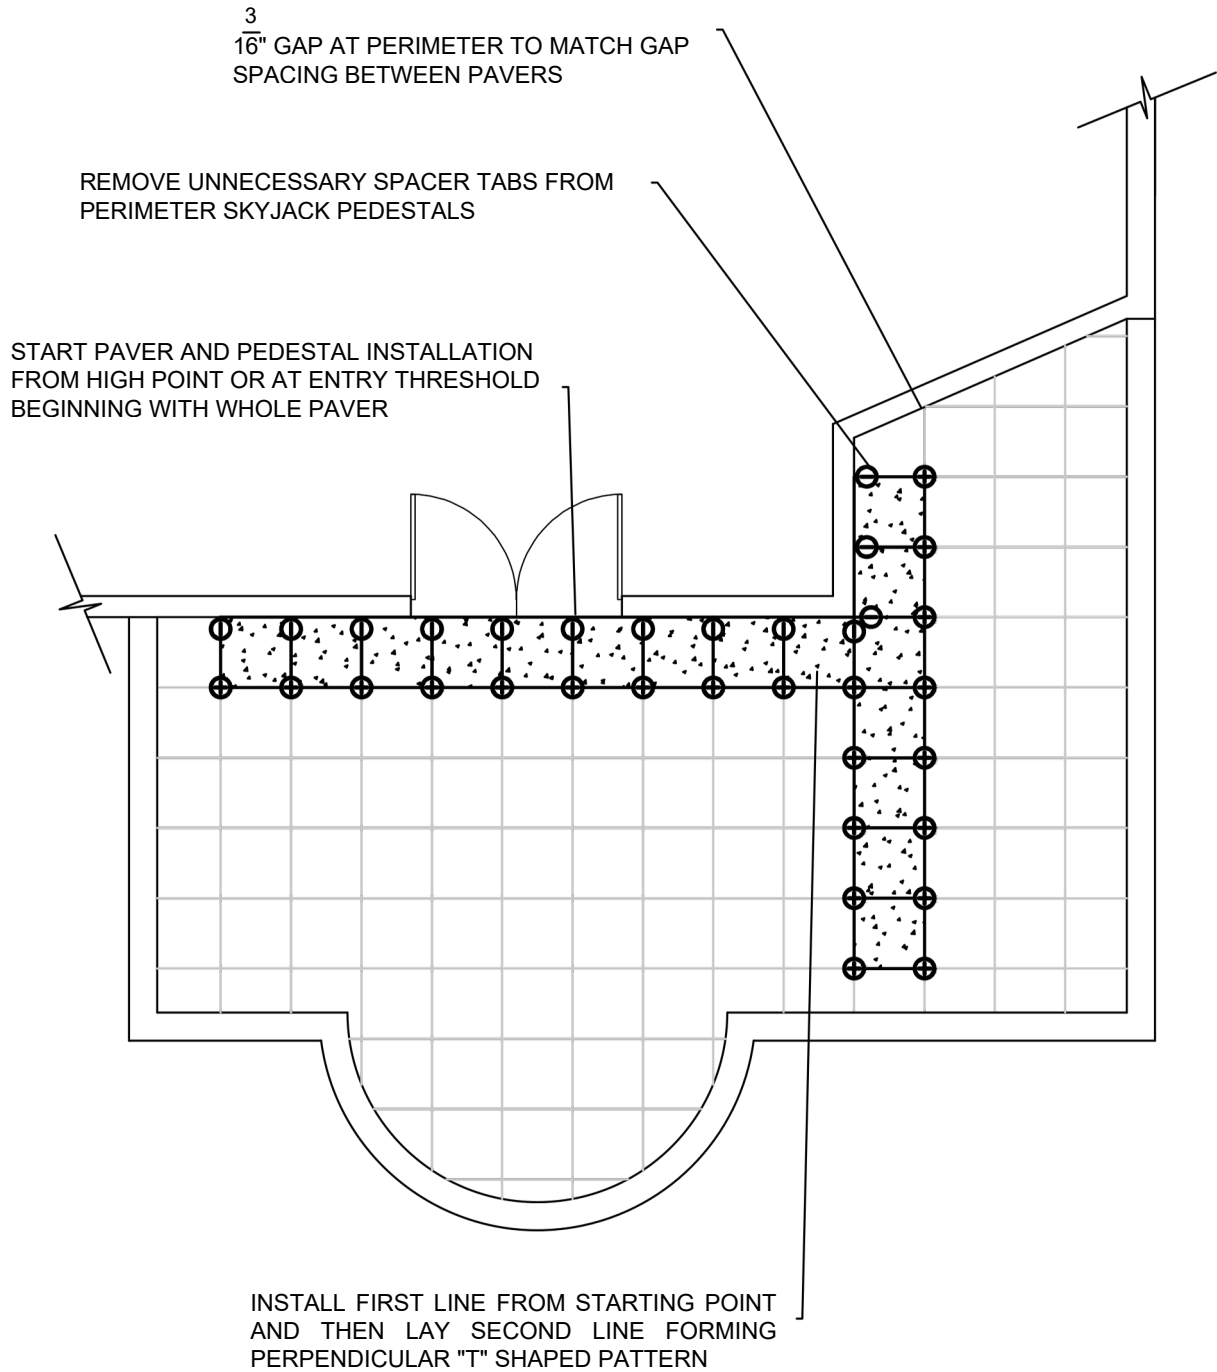 3
16" GAP AT PERIMETER TO MATCH GAP
SPACING BETWEEN PAVERS
REMOVE UNNECESSARY SPACER TABS FROM
PERIMETER SKYJACK PEDESTALS
START PAVER AND PEDESTAL INSTALLATION
FROM HIGH POINT OR AT ENTRY THRESHOLD
BEGINNING WITH WHOLE PAVER
INSTALL FIRST LINE FROM STARTING POINT
AND THEN LAY SECOND LINE FORMING
PERPENDICULAR "T" SHAPED PATTERN